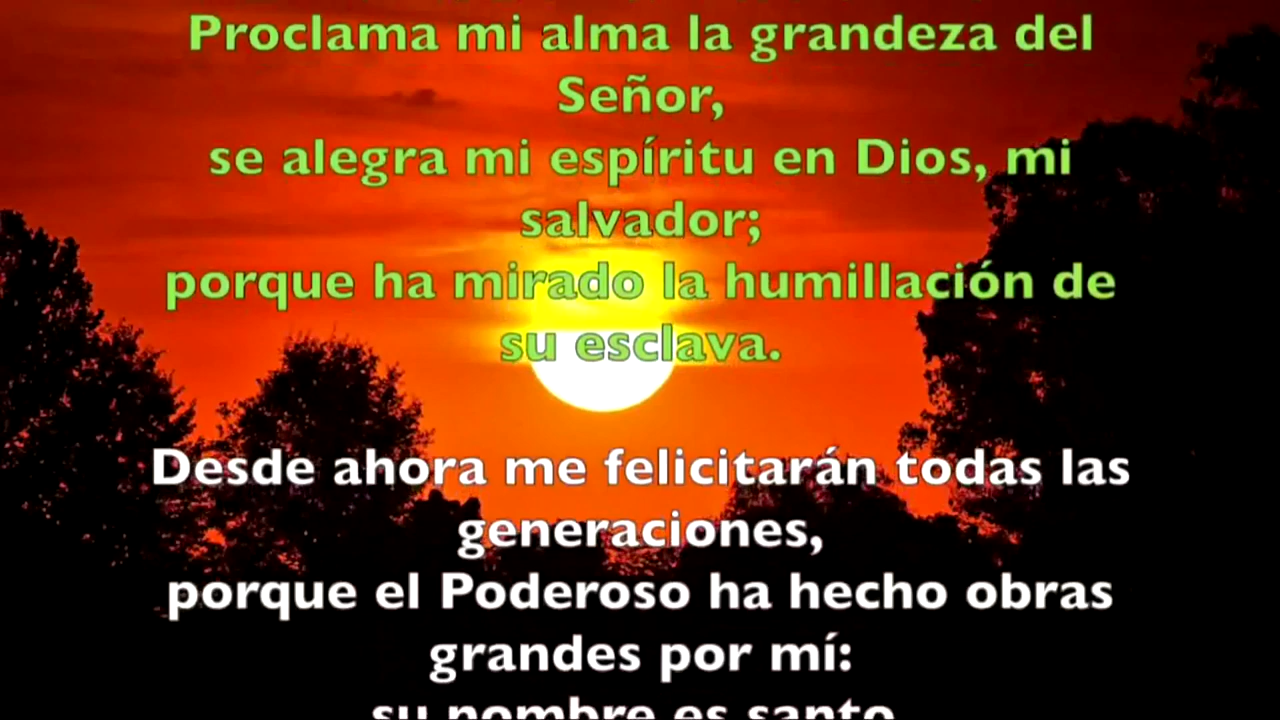 Proclama mi alma la grandeza del
Señor,
se alegra mi espíritu en Dios, mi
salvador;
porque ha mirado la humillación de
su esclava.
Desde ahora me felicitarán todas las
generaciones,
porque el Poderoso ha hecho obras
grandes por mí:
su nombre es santo